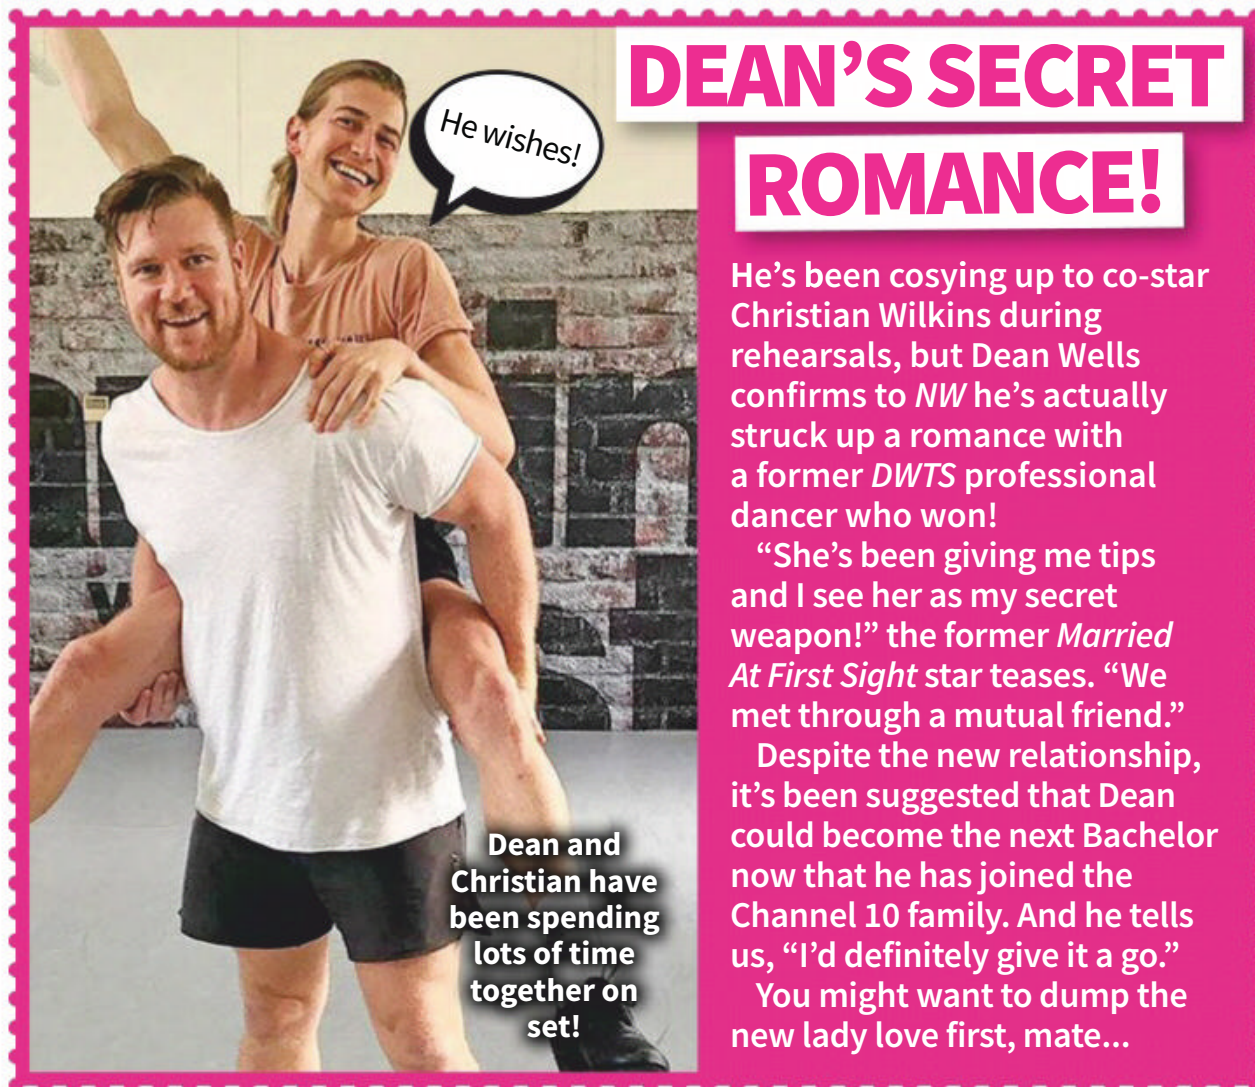 DEAN’S SECRET
ROMANCE!
He wishes!
He’s been cosying up to co-star
Christian Wilkins during
rehearsals, but Dean Wells
confirms to NW he’s actually
struck up a romance with
a former DWTS professional
dancer who won!
“She’s been giving me tips
and I see her as my secret
weapon!” the former Married
At First Sight star teases. “We
met through a mutual friend.”
Despite the new relationship,
it’s been suggested that Dean
could become the next Bachelor
now that he has joined the
Channel 10 family. And he tells
us, “I’d definitely give it a go.”
You might want to dump the
new lady love first, mate...
Dean and
Christian have
been spending
lots of time
together on
set!